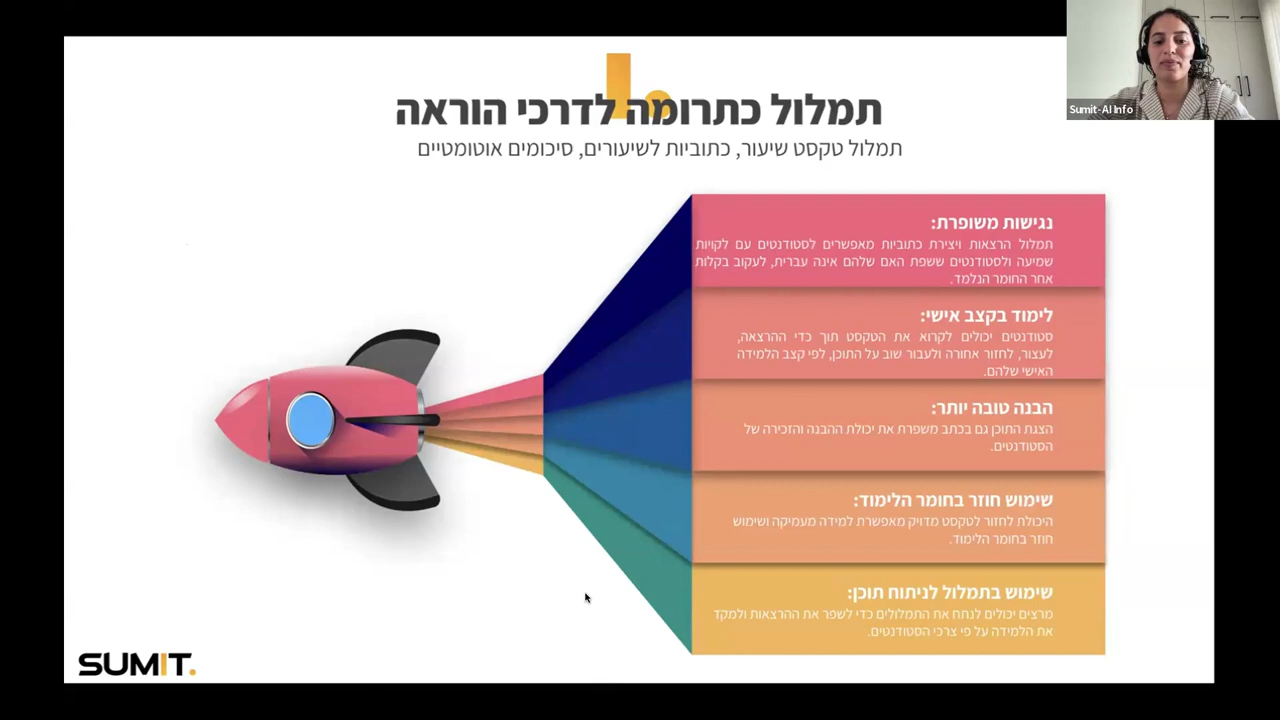 תמלול כתרומה לדרכי הוראה
תמלול טקסט שיעור, כתוביות לשיעורים, סיכומים אוטומטיים
Sumit-AI Info
נגישות משופרת:
תמלול הרצאות ויצירת כתוביות מאפשרים לסטודנטים עם לקויות
שמיעה ולסטודנטים ששפת האם שלהם אינה עברית, לעקוב בקלות
אחר החומר הנלמד.
לימוד בקצב אישי:
סטודנטים יכולים לקרוא את הטקסט תוך כדי ההרצאה,
לעצור, לחזור אחורה ולעבור שוב על התוכן, לפי קצב הלמידה
האישי שלהם.
הבנה טובה יותר:
הצגת התוכן גם בכתב משפרת את יכולת ההבנה והזכירה של
הסטודנטים.
שימוש חוזר בחומר הלימוד:
היכולת לחזור לטקסט מדויק מאפשרת למידה מעמיקה ושימוש
חוזר בחומר הלימוד.
שימוש בתמלול לניתוח תוכן:
מרצים יכולים לנתח את התמלולים כדי לשפר את ההרצאות ולמקד
את הלמידה על פי צרכי הסטודנטים.
SUMIT.